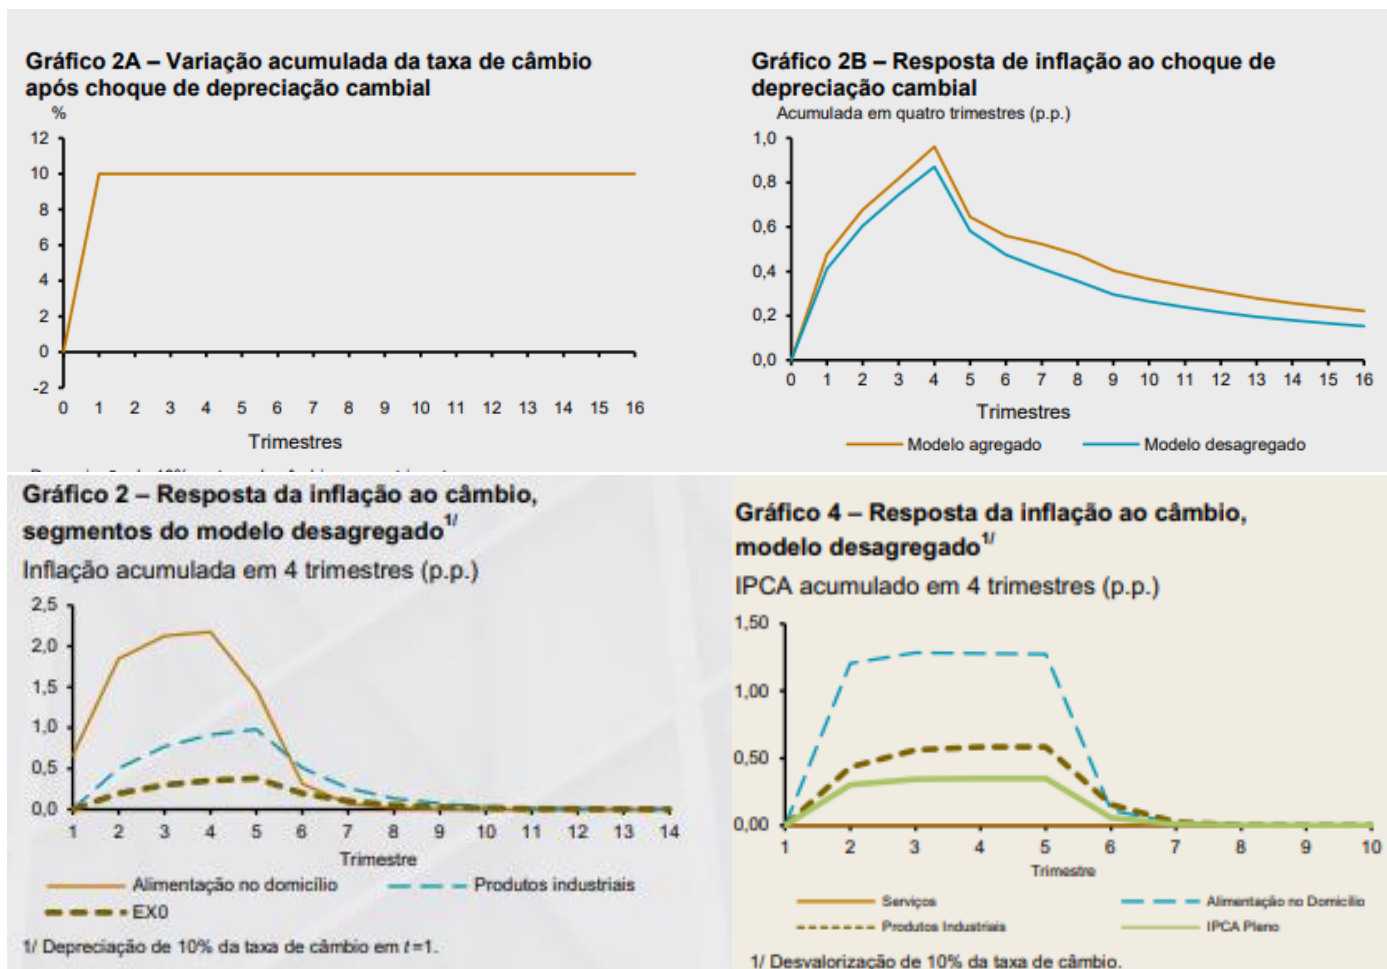 Gráfico 2A – Variação acumulada da taxa de câmbio
após choque de depreciação cambial
%
12
10
8
6
4
2
0
-2
0 1 2 3 4 5 6 7 8 9 10 11 12 13 14 15 16
Trimestres
Gráfico 2B – Resposta de inflação ao choque de
depreciação cambial
Acumulada em quatro trimestres (p.p.)
1,0
0,8
0,6
0,4
0,2
0,0
0 1 2 3 4 5 6 7 8 9 10 11 12 13 14 15 16
Trimestres
Modelo agregado Modelo desagregado
Gráfico 2 – Resposta da inflação ao câmbio,
segmentos do modelo desagregado1/
Inflação acumulada em 4 trimestres (p.p.)
2,5
2,0
1,5
1,0
0,5
0,0
1 2 3 4 5 6 7 8 9 10 11 12 13 14
Trimestre
Alimentação no domicílio Produtos industriais
EX0
1/ Depreciação de 10% da taxa de câmbio em t=1.
Gráfico 4 – Resposta da inflação ao câmbio,
modelo desagregado1/
IPCA acumulado em 4 trimestres (p.p.)
1,50
1,00
0,50
0,00
1 2 3 4 5 6 7 8 9 10
Trimestre
Serviços Alimentação no Domicílio
Produtos Industriais IPCA Pleno
1/ Desvalorização de 10% da taxa de câmbio.